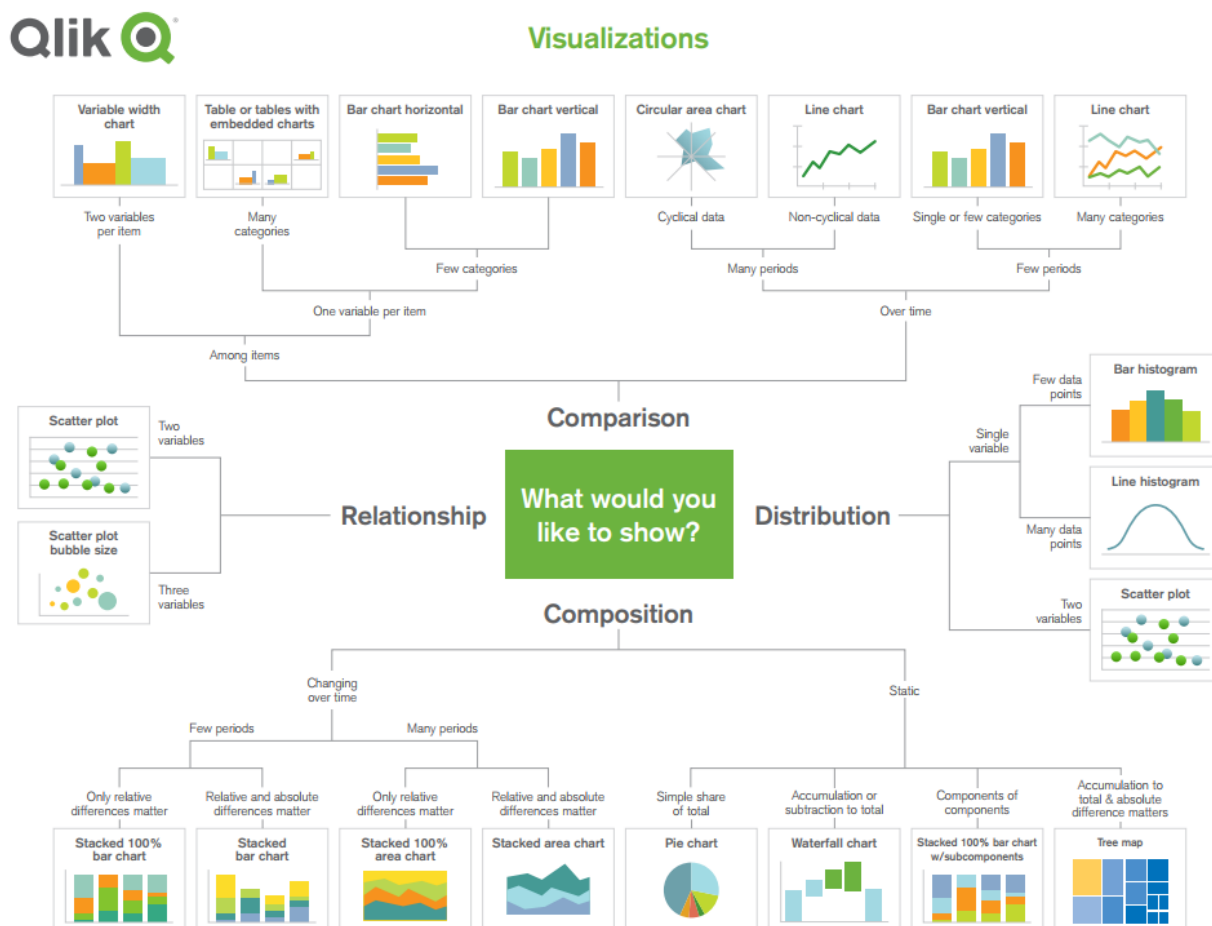 Qlik
Visualizations
Variable width
chart
Table or tables with
embedded charts
Bar chart horizontal
Bar chart vertical
Circular area chart
Line chart
Bar chart vertical
Line chart
Two variables
per item
Many
categories
Cyclical data
Non-cyclical data
Single or few categories
Many categories
Few categories
Many periods
Few periods
One variable per item
Over time
Among items
Comparison
What would you
like to show?
Relationship
Scatter plot
Two
variables
Scatter plot
bubble size
Three
variables
Distribution
Single
variable
Few data
points
Bar histogram
Many data
points
Line histogram
Two
variables
Scatter plot
Composition
Changing
over time
Static
Few periods
Many periods
Only relative
differences matter
Relative and absolute
differences matter
Only relative
differences matter
Relative and absolute
differences matter
Simple share
of total
Accumulation or
subtraction to total
Components of
components
Accumulation to
total & absolute
difference matters
Stacked 100%
bar chart
Stacked
bar chart
Stacked 100%
area chart
Stacked area chart
Pie chart
Waterfall chart
Stacked 100% bar chart
w/subcomponents
Tree map